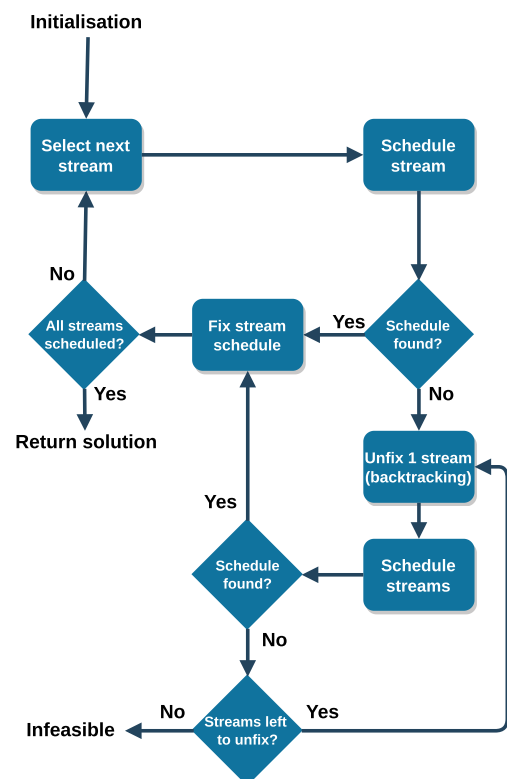 Initialisation
Select next
stream
Schedule
stream
No
All streams
scheduled?
Fix stream
schedule
Yes
Schedule
found?
Yes
No
Return solution
Unfix 1 stream
(backtracking)
Yes
Schedule
found?
Schedule
streams
No
No
Streams left
to unfix?
Yes
Infeasible